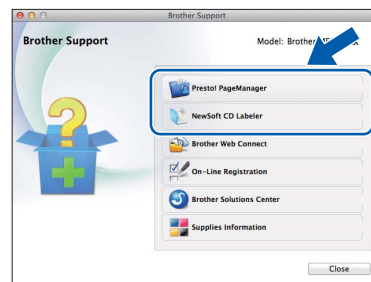 Brother Support
Brother Support
Model: Brother
Presto! PageManager
NewSoft CD Labeler
Brother Web Connect
On-Line Registration
Brother Solutions Center
Supplies Information
Close